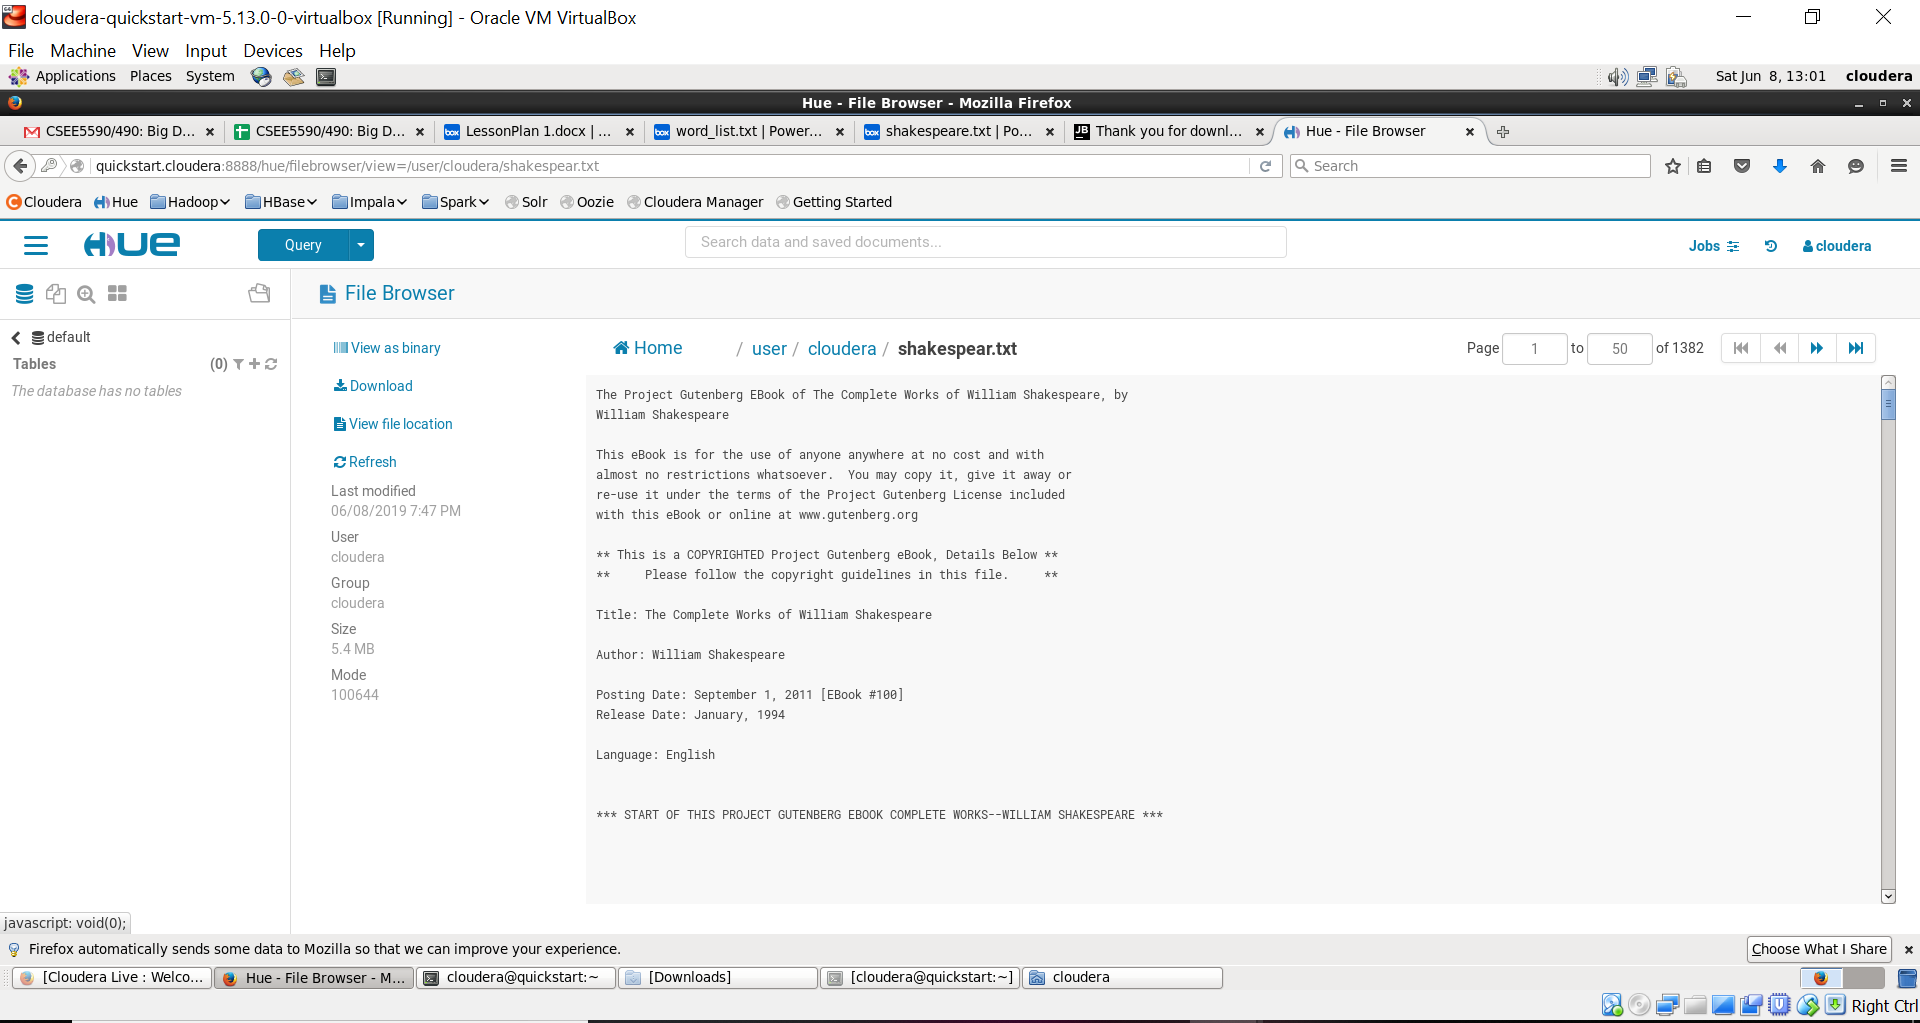 cloudera-quickstart-vm-5.13.0-0-virtualbox [Running] - Oracle VM VirtualBox
File Machine View Input Devices Help
Applications Places System Sat Jun 8, 13:01 cloudera
Hue - File Browser - Mozilla Firefox
CSEE5590/490: Big D... CSEE5590/490: Big D... LessonPlan 1.docx | ... word_list.txt | Power... shakespeare.txt | Po... Thank you for downl... Hue - File Browser
quickstart.cloudera:8888/hue/filebrowser/view=/user/cloudera/shakespear.txt Search
Cloudera Hue Hadoop HBase Impala Spark Solr Oozie Cloudera Manager Getting Started
HUE Query Search data and saved documents... Jobs cloudera
File Browser
default
Tables (0)
The database has no tables
View as binary
Download
View file location
Refresh
Last modified
06/08/2019 7:47 PM
User
cloudera
Group
cloudera
Size
5.4 MB
Mode
100644
Home / user / cloudera / shakespear.txt Page 1 to 50 of 1382
The Project Gutenberg EBook of The Complete Works of William Shakespeare, by
William Shakespeare
This eBook is for the use of anyone anywhere at no cost and with
almost no restrictions whatsoever.  You may copy it, give it away or
re-use it under the terms of the Project Gutenberg License included
with this eBook or online at www.gutenberg.org
** This is a COPYRIGHTED Project Gutenberg eBook, Details Below **
**     Please follow the copyright guidelines in this file.     **
Title: The Complete Works of William Shakespeare
Author: William Shakespeare
Posting Date: September 1, 2011 [EBook #100]
Release Date: January, 1994
Language: English
*** START OF THIS PROJECT GUTENBERG EBOOK COMPLETE WORKS--WILLIAM SHAKESPEARE ***
javascript: void(0);
Firefox automatically sends some data to Mozilla so that we can improve your experience. Choose What I Share
[Cloudera Live : Welco... Hue - File Browser - M... cloudera@quickstart:~ [Downloads] [cloudera@quickstart:~] cloudera
Right Ctrl